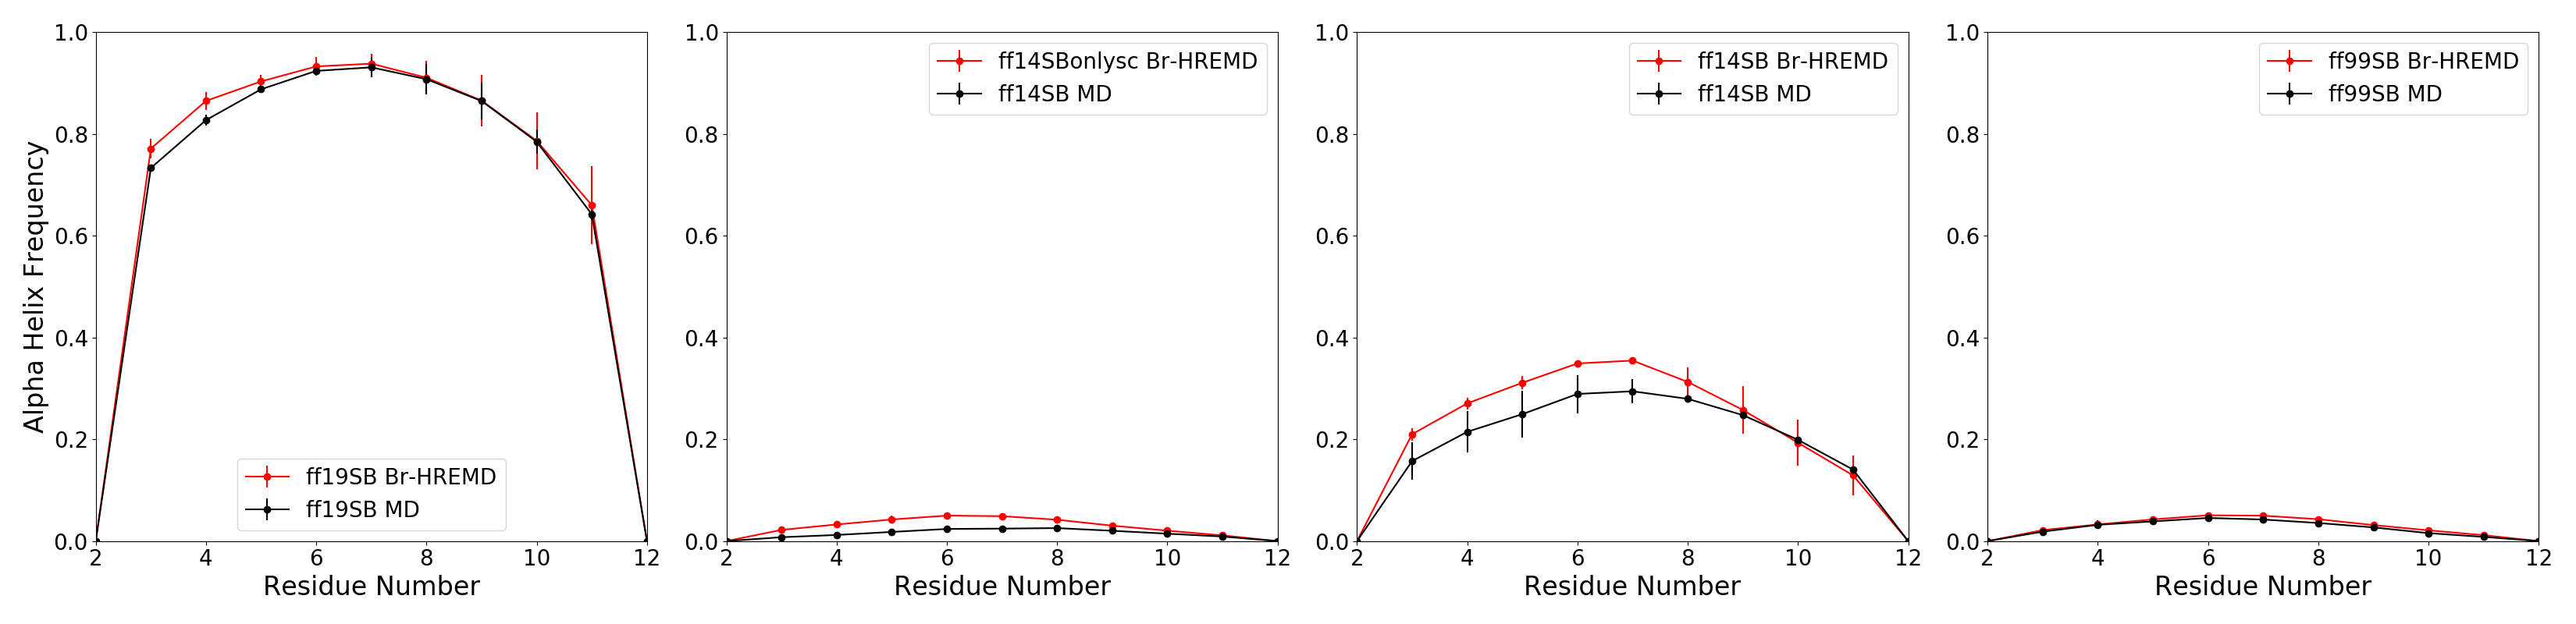 Alpha Helix Frequency
1.0
0.8
0.6
0.4
0.2
0.0
ff19SB Br-HREMD
ff19SB MD
2 4 6 8 10 12
Residue Number
1.0
0.8
0.6
0.4
0.2
0.0
ff14SBonlysc Br-HREMD
ff14SB MD
2 4 6 8 10 12
Residue Number
1.0
0.8
0.6
0.4
0.2
0.0
ff14SB Br-HREMD
ff14SB MD
2 4 6 8 10 12
Residue Number
1.0
0.8
0.6
0.4
0.2
0.0
ff99SB Br-HREMD
ff99SB MD
2 4 6 8 10 12
Residue Number